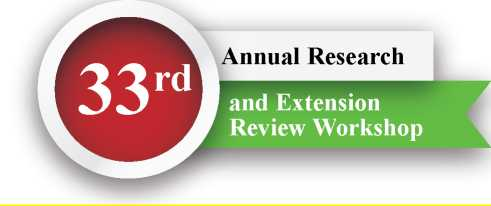 33rd
Annual Research
and Extension
Review Workshop